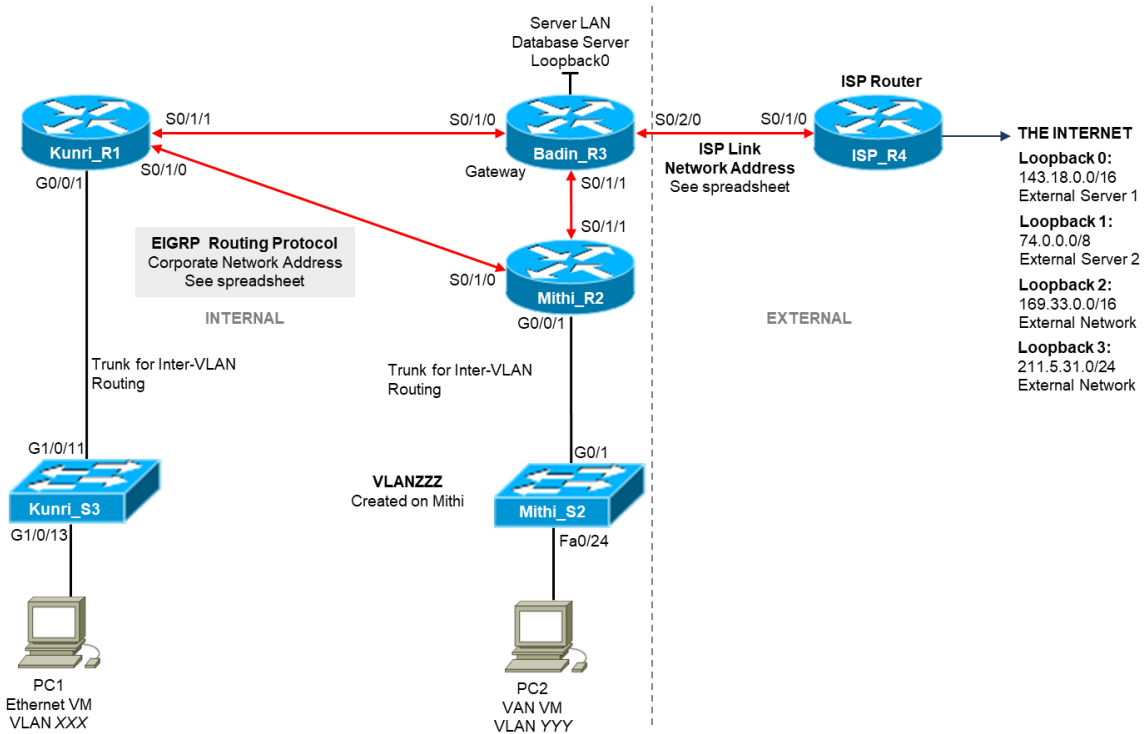 Server LAN
Database Server
Loopback0
ISP Router
S0/1/1
S0/1/0
S0/2/0
S0/1/0
Kunri_R1
Badin_R3
ISP_R4
THE INTERNET
Loopback 0:
143.18.0.0/16
External Server 1
Loopback 1:
74.0.0.0/8
External Server 2
Loopback 2:
169.33.0.0/16
External Network
Loopback 3:
211.5.31.0/24
External Network
ISP Link
Network Address
See spreadsheet
Gateway
S0/1/0
G0/0/1
S0/1/1
S0/1/1
EIGRP Routing Protocol
Corporate Network Address
See spreadsheet
S0/1/0
Mithi_R2
G0/0/1
INTERNAL
EXTERNAL
Trunk for Inter-VLAN
Routing
Trunk for Inter-VLAN
Routing
G1/0/11
G0/1
VLANZZZ
Created on Mithi
Kunri_S3
Mithi_S2
G1/0/13
Fa0/24
PC1
Ethernet VM
VLAN XXX
PC2
VAN VM
VLAN YYY